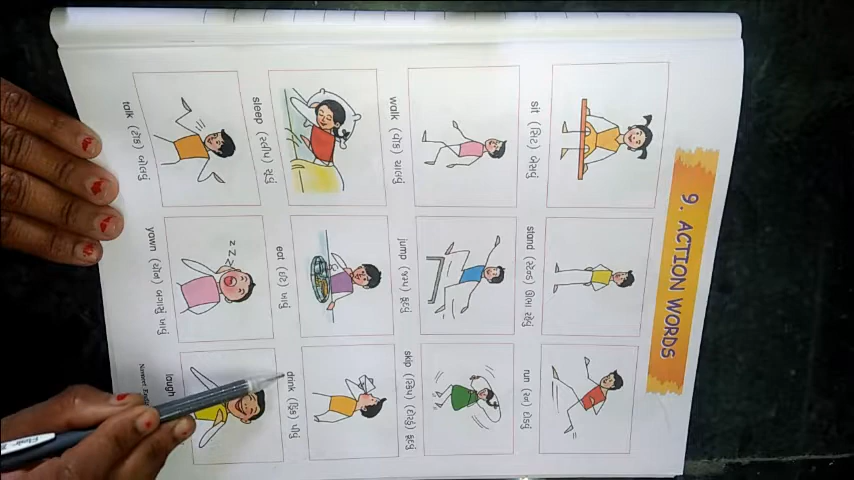 9. ACTION WORDS
sit (સિટ) બેસવું
stand (સ્ટેન્ડ) ઊભા રહેવું
run (રન) દોડવું
walk (વૉક) ચાલવું
jump (જમ્પ) કૂદવું
skip (સ્કિપ) (દોરડું) કૂદવું
sleep (સ્લીપ) સૂવું
eat (ઈટ) ખાવું
drink (ડ્રિંક) પીવું
talk (ટૉક) બોલવું
yawn (યૉન) બગાસું ખાવું
laugh